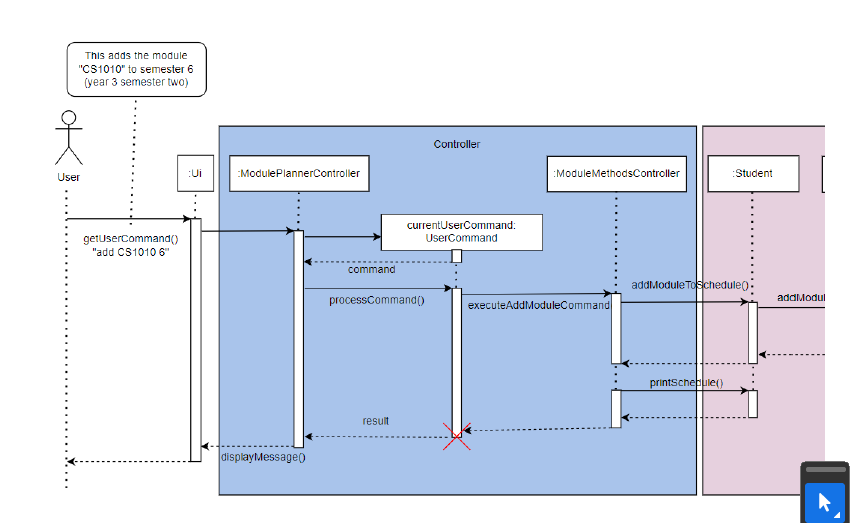 This adds the module
"CS1010" to semester 6
(year 3 semester two)
Controller
User
:Ui
:ModulePlannerController
:ModuleMethodsController
:Student
currentUserCommand:
UserCommand
getUserCommand()
"add CS1010 6"
command
processCommand()
executeAddModuleCommand
addModuleToSchedule()
printSchedule()
result
displayMessage()